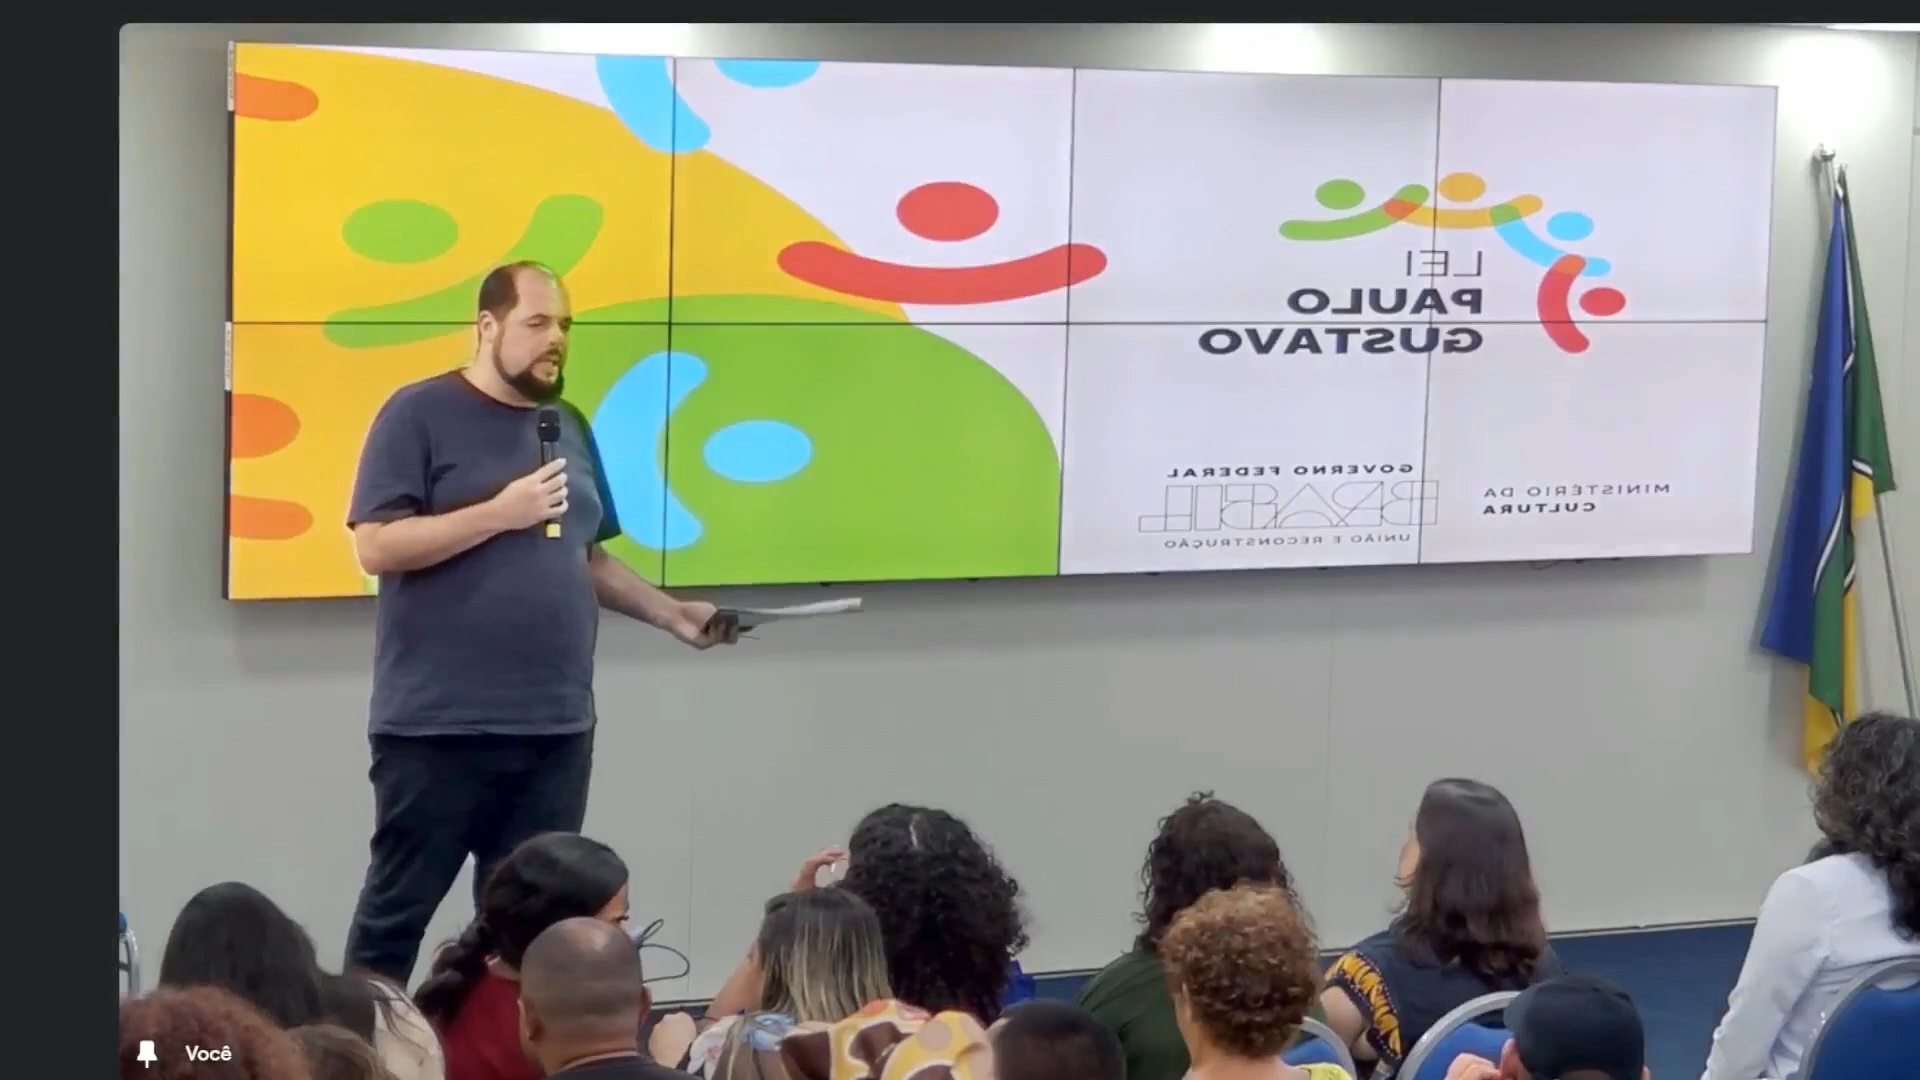 LEI
PAULO
GUSTAVO
GOVERNO FEDERAL
BRASIL
UNIÃO E RECONSTRUÇÃO
MINISTÉRIO DA
CULTURA
Você